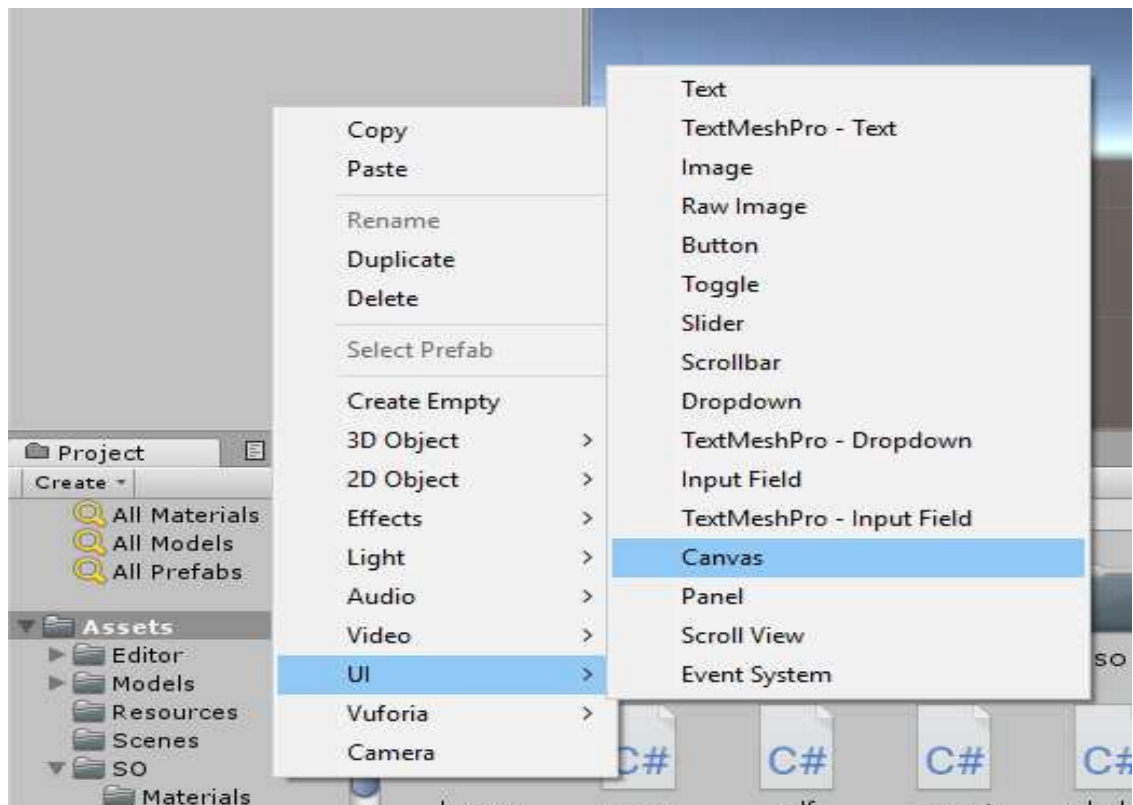 Copy
Paste
Rename
Duplicate
Delete
Select Prefab
Create Empty
3D Object
2D Object
Effects
Light
Audio
Video
UI
Vuforia
Camera
Text
TextMeshPro - Text
Image
Raw Image
Button
Toggle
Slider
Scrollbar
Dropdown
TextMeshPro - Dropdown
Input Field
TextMeshPro - Input Field
Canvas
Panel
Scroll View
Event System
Project
Create
All Materials
All Models
All Prefabs
Assets
Editor
Models
Resources
Scenes
SO
Materials
so
C#
C#
C#
C#